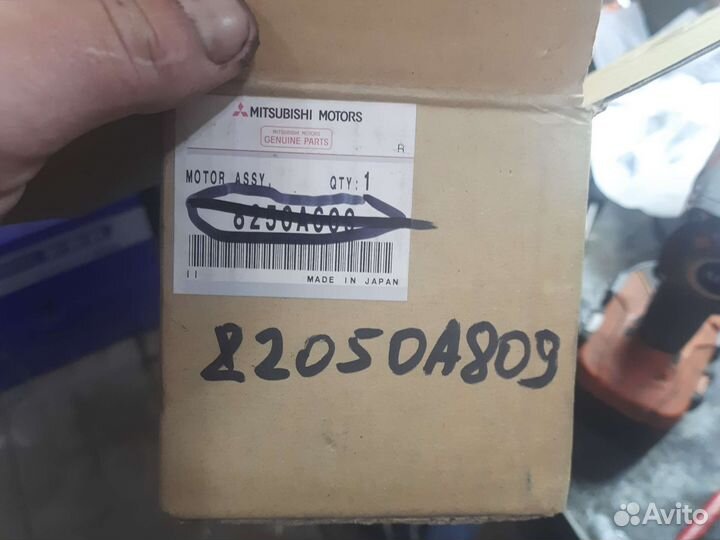 MITSUBISHI MOTORS
MITSUBISHI MOTORS
GENUINE PARTS
R
MOTOR ASSY, QTY:1
MADE IN JAPAN
82050A809
Avito